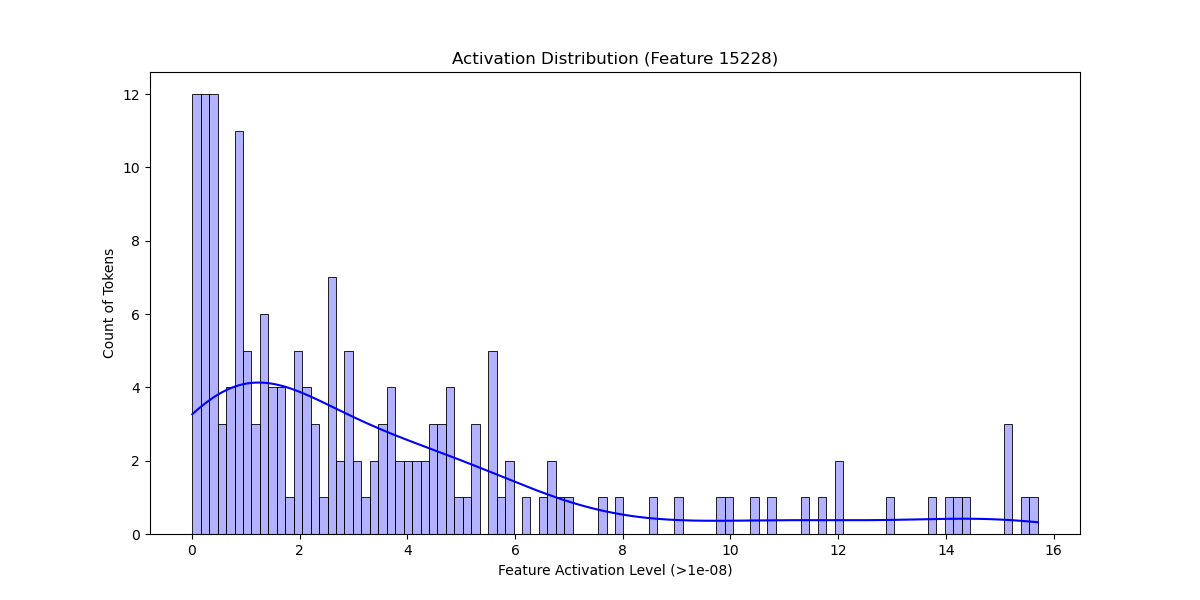 Activation Distribution (Feature 15228)
12
10
8
6
4
2
0
Count of Tokens
0 2 4 6 8 10 12 14 16
Feature Activation Level (>1e-08)